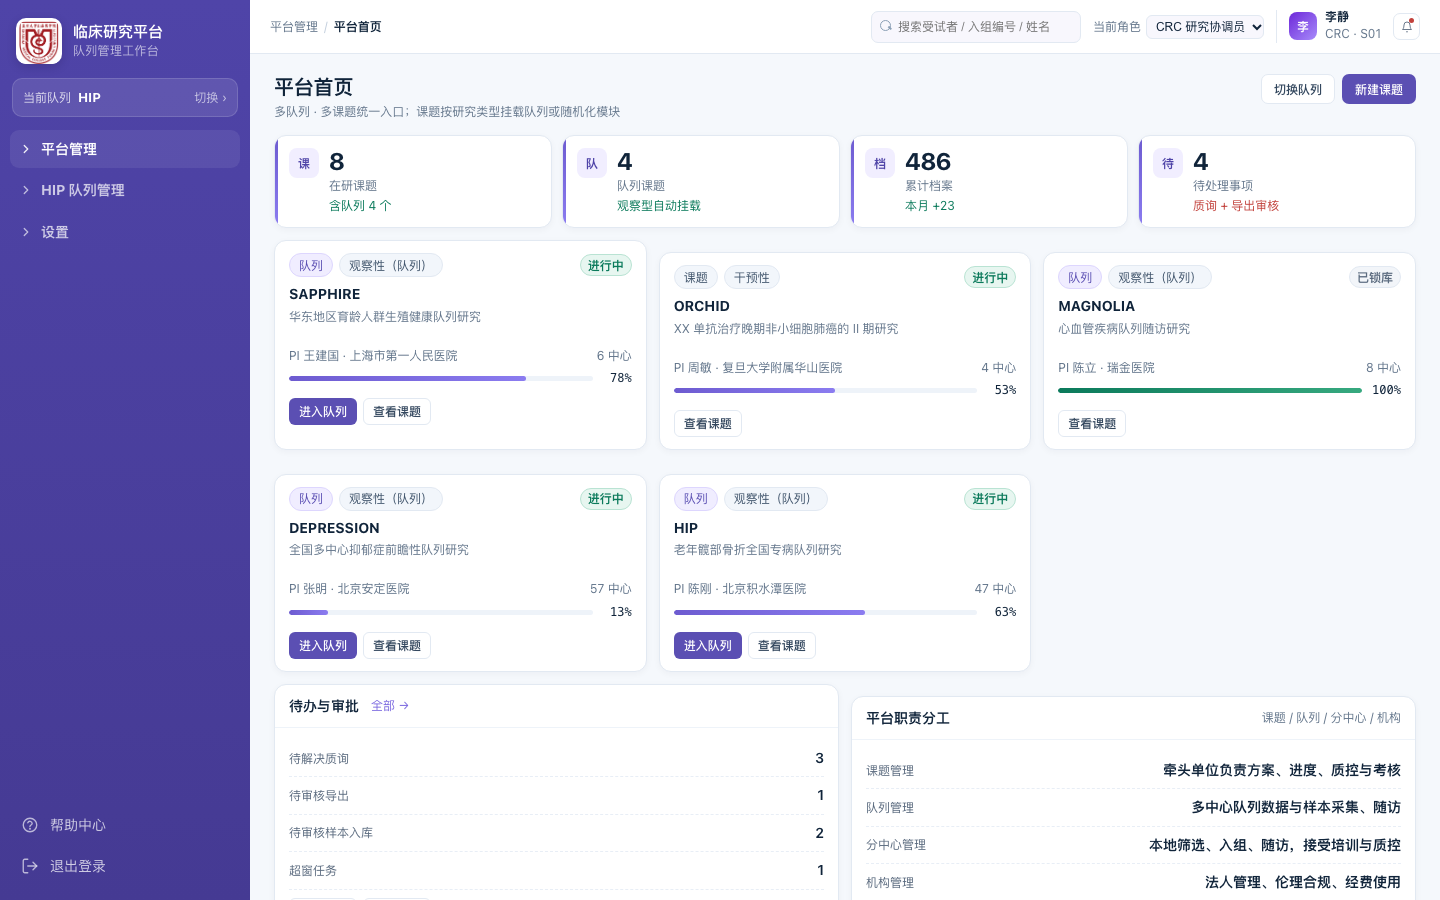 临床研究平台
队列管理工作台
当前队列 HIP 切换 ›
平台管理
HIP 队列管理
设置
帮助中心
退出登录
平台管理 / 平台首页
搜索受试者 / 入组编号 / 姓名
当前角色 CRC 研究协调员
李
李静
CRC · S01
平台首页
多队列 · 多课题统一入口；课题按研究类型挂载队列或随机化模块
切换队列
新建课题
课 8
在研课题
含队列 4 个
队 4
队列课题
观察型自动挂载
档 486
累计档案
本月 +23
待 4
待处理事项
质询 + 导出审核
队列 观察性（队列） 进行中
SAPPHIRE
华东地区育龄人群生殖健康队列研究
PI 王建国 · 上海市第一人民医院 6 中心
78%
进入队列 查看课题
课题 干预性 进行中
ORCHID
XX 单抗治疗晚期非小细胞肺癌的 II 期研究
PI 周敏 · 复旦大学附属华山医院 4 中心
53%
查看课题
队列 观察性（队列） 已锁库
MAGNOLIA
心血管疾病队列随访研究
PI 陈立 · 瑞金医院 8 中心
100%
查看课题
队列 观察性（队列） 进行中
DEPRESSION
全国多中心抑郁症前瞻性队列研究
PI 张明 · 北京安定医院 57 中心
13%
进入队列 查看课题
队列 观察性（队列） 进行中
HIP
老年髋部骨折全国专病队列研究
PI 陈刚 · 北京积水潭医院 47 中心
63%
进入队列 查看课题
待办与审批 全部 →
待解决质询 3
待审核导出 1
待审核样本入库 2
超窗任务 1
平台职责分工 课题 / 队列 / 分中心 / 机构
课题管理 牵头单位负责方案、进度、质控与考核
队列管理 多中心队列数据与样本采集、随访
分中心管理 本地筛选、入组、随访，接受培训与质控
机构管理 法人管理、伦理合规、经费使用